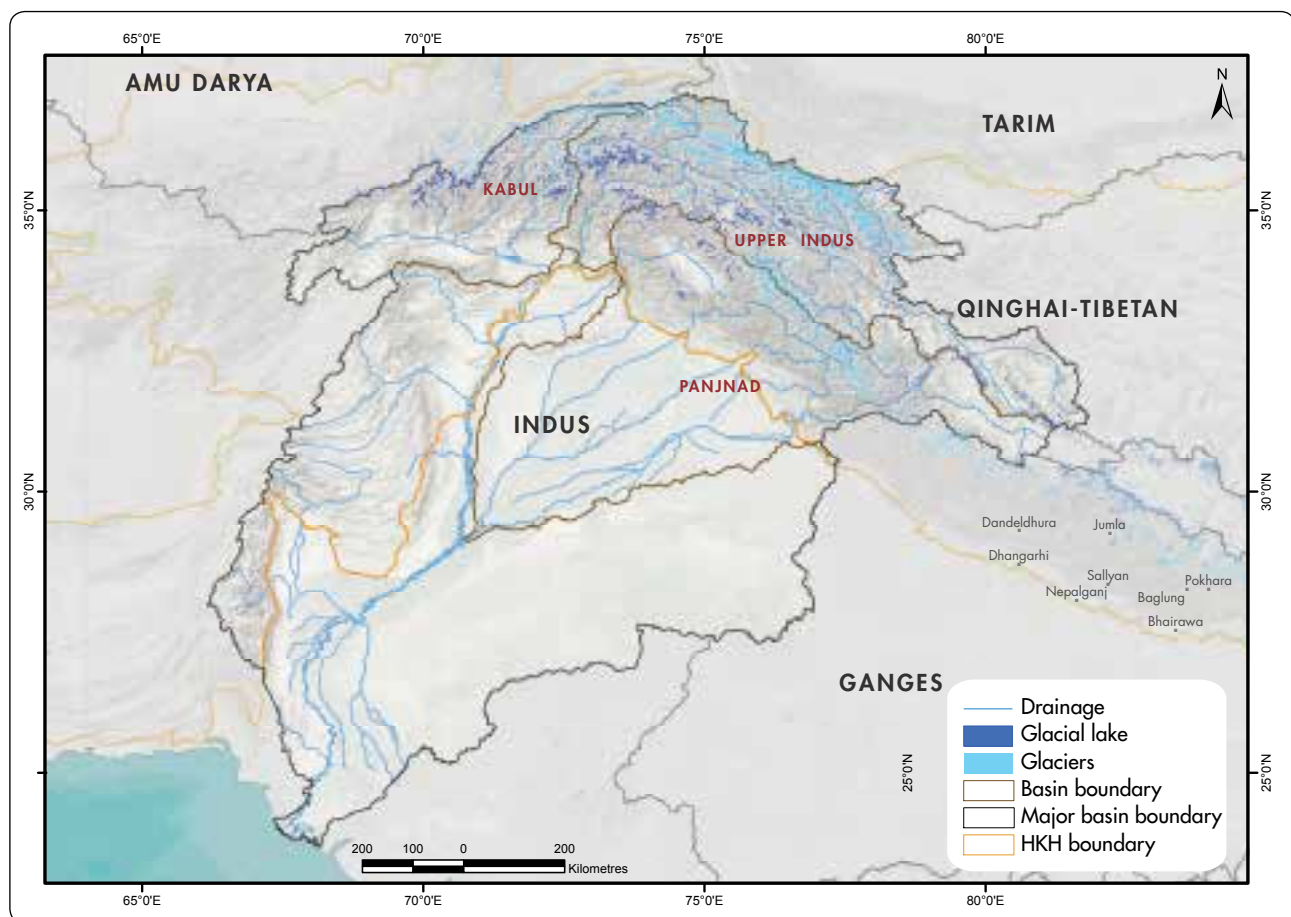 65°0'E 70°0'E 75°0'E 80°0'E
AMU DARYA
N
TARIM
KABUL
35°0'N
35°0'N
UPPER INDUS
QINGHAI-TIBETAN
PANJNAD
INDUS
30°0'N
30°0'N
Dandeldhura
Jumla
Dhangarhi
Sallyan
Nepalganj
Pokhara
Baglung
Bhairawa
GANGES
Drainage
Glacial lake
Glaciers
Basin boundary
Major basin boundary
HKH boundary
25°0'N
25°0'N
200 100 0 200
Kilometres
65°0'E 70°0'E 75°0'E 80°0'E